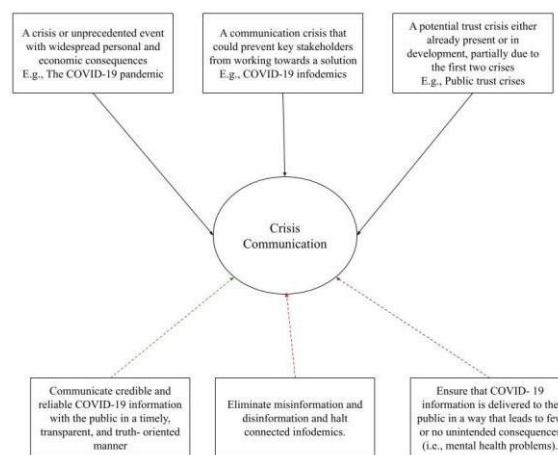 A crisis or unprecedented event
with widespread personal and
economic consequences
E.g., The COVID-19 pandemic
A communication crisis that
could prevent key stakeholders
from working towards a solution
E.g., COVID-19 infodemics
A potential trust crisis either
already present or in
development, partially due to
the first two crises
E.g., Public trust crises
Crisis
Communication
Communicate credible and
reliable COVID-19 information
with the public in a timely,
transparent, and truth- oriented
manner
Eliminate misinformation and
disinformation and halt
connected infodemics.
Ensure that COVID- 19
information is delivered to the
public in a way that leads to few
or no unintended consequences
(i.e., mental health problems).